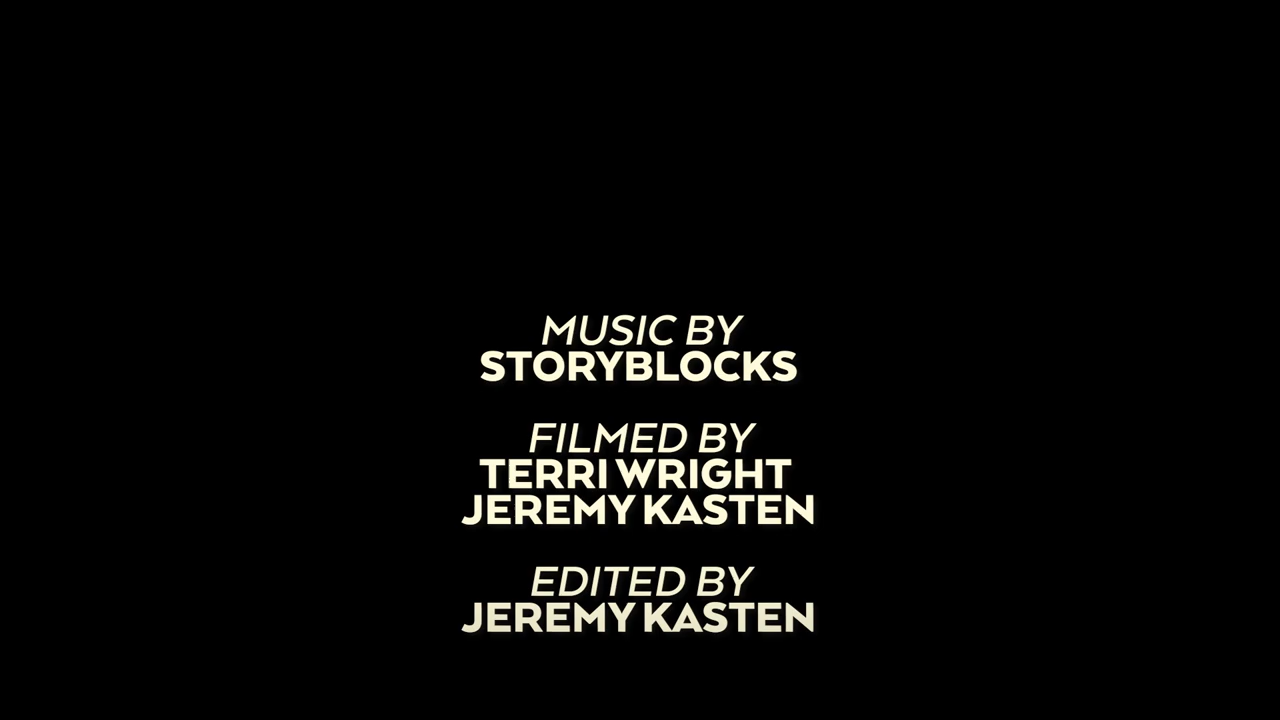 MUSIC BY
STORYBLOCKS
FILMED BY
TERRI WRIGHT
JEREMY KASTEN
EDITED BY
JEREMY KASTEN